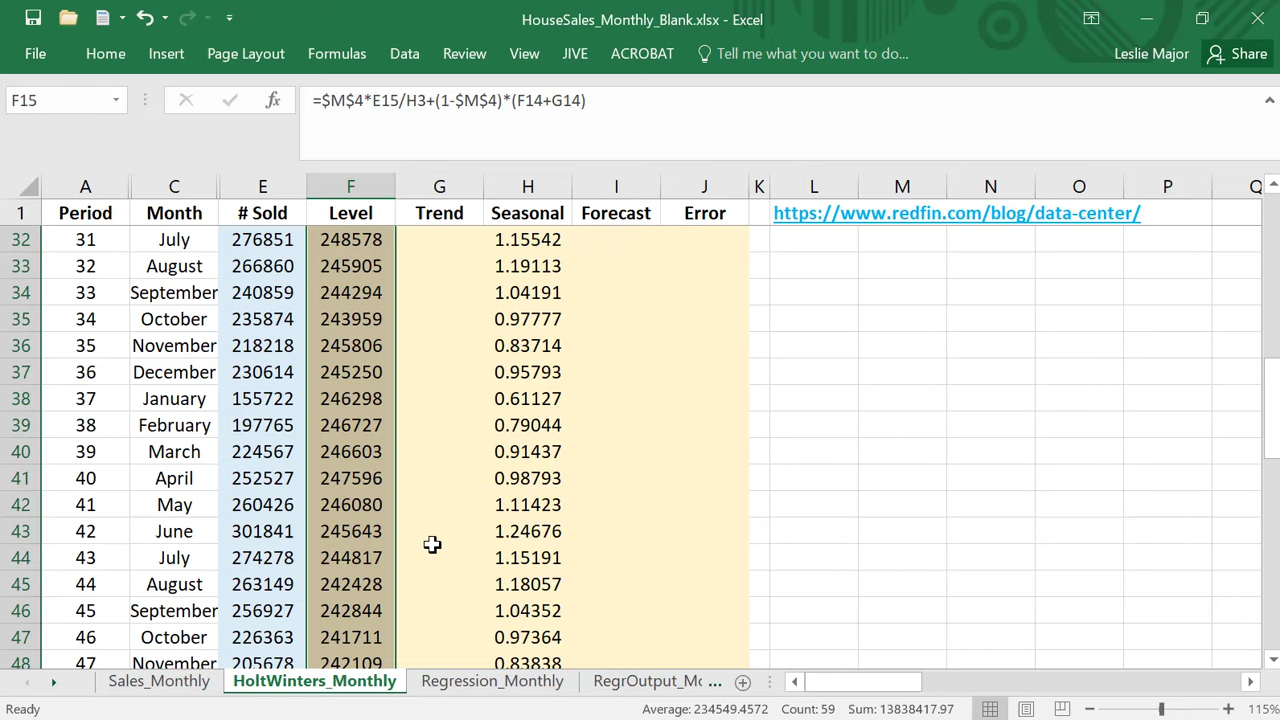 HouseSales_Monthly_Blank.xlsx - Excel
File Home Insert Page Layout Formulas Data Review View JIVE ACROBAT Tell me what you want to do... Leslie Major Share
F15 fx =$M$4*E15/H3+(1-$M$4)*(F14+G14)
A C E F G H I J K L M N O P Q
1 Period Month # Sold Level Trend Seasonal Forecast Error https://www.redfin.com/blog/data-center/
32 31 July 276851 248578 1.15542
33 32 August 266860 245905 1.19113
34 33 September 240859 244294 1.04191
35 34 October 235874 243959 0.97777
36 35 November 218218 245806 0.83714
37 36 December 230614 245250 0.95793
38 37 January 155722 246298 0.61127
39 38 February 197765 246727 0.79044
40 39 March 224567 246603 0.91437
41 40 April 252527 247596 0.98793
42 41 May 260426 246080 1.11423
43 42 June 301841 245643 1.24676
44 43 July 274278 244817 1.15191
45 44 August 263149 242428 1.18057
46 45 September 256927 242844 1.04352
47 46 October 226363 241711 0.97364
48 47 November 205678 242109 0.83838
Sales_Monthly HoltWinters_Monthly Regression_Monthly RegrOutput_Mo ...
Ready Average: 234549.4572 Count: 59 Sum: 13838417.97 115%